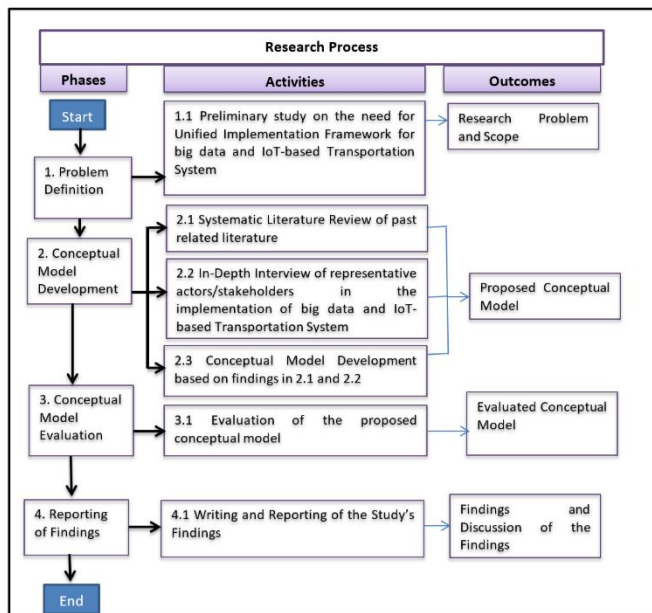 Research Process
Phases
Activities
Outcomes
Start
1.1 Preliminary study on the need for
Unified Implementation Framework for
big data and IoT-based Transportation
System
Research Problem
and Scope
1. Problem
Definition
2.1 Systematic Literature Review of past
related literature
2. Conceptual
Model
Development
2.2 In-Depth Interview of representative
actors/stakeholders in the
implementation of big data and IoT-
based Transportation System
Proposed Conceptual
Model
2.3 Conceptual Model Development
based on findings in 2.1 and 2.2
3. Conceptual
Model
Evaluation
3.1 Evaluation of the proposed
conceptual model
Evaluated Conceptual
Model
4. Reporting
of Findings
4.1 Writing and Reporting of the Study's
Findings
Findings and
Discussion of the
Findings
End